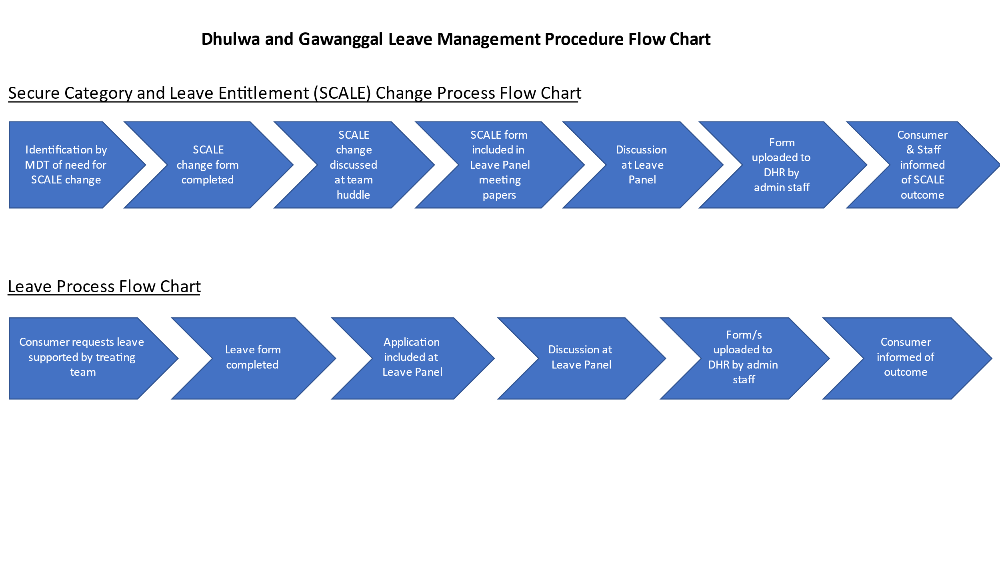 Dhulwa and Gawanggal Leave Management Procedure Flow Chart
Secure Category and Leave Entitlement (SCALE) Change Process Flow Chart
Identification by
MDT of need for
SCALE change
SCALE
change form
completed
SCALE
change
discussed
at team
huddle
SCALE form
included in
Leave Panel
meeting
papers
Discussion
at Leave
Panel
Form
uploaded to
DHR by
admin staff
Consumer
& Staff
informed
of SCALE
outcome
Leave Process Flow Chart
Consumer requests leave
supported by treating
team
Leave form
completed
Application
included at
Leave Panel
Discussion at
Leave Panel
Form/s
uploaded to
DHR by admin
staff
Consumer
informed of
outcome